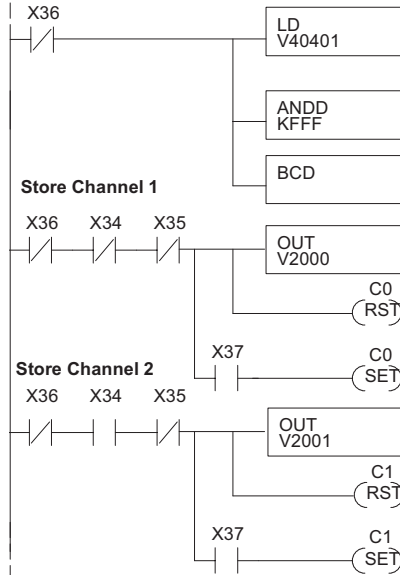 X36
LD
V40401
ANDD
KFFF
BCD
Store Channel 1
X36 X34 X35
OUT
V2000
C0
RST
X37
C0
SET
Store Channel 2
X36 X34 X35
OUT
V2001
C1
RST
X37
C1
SET